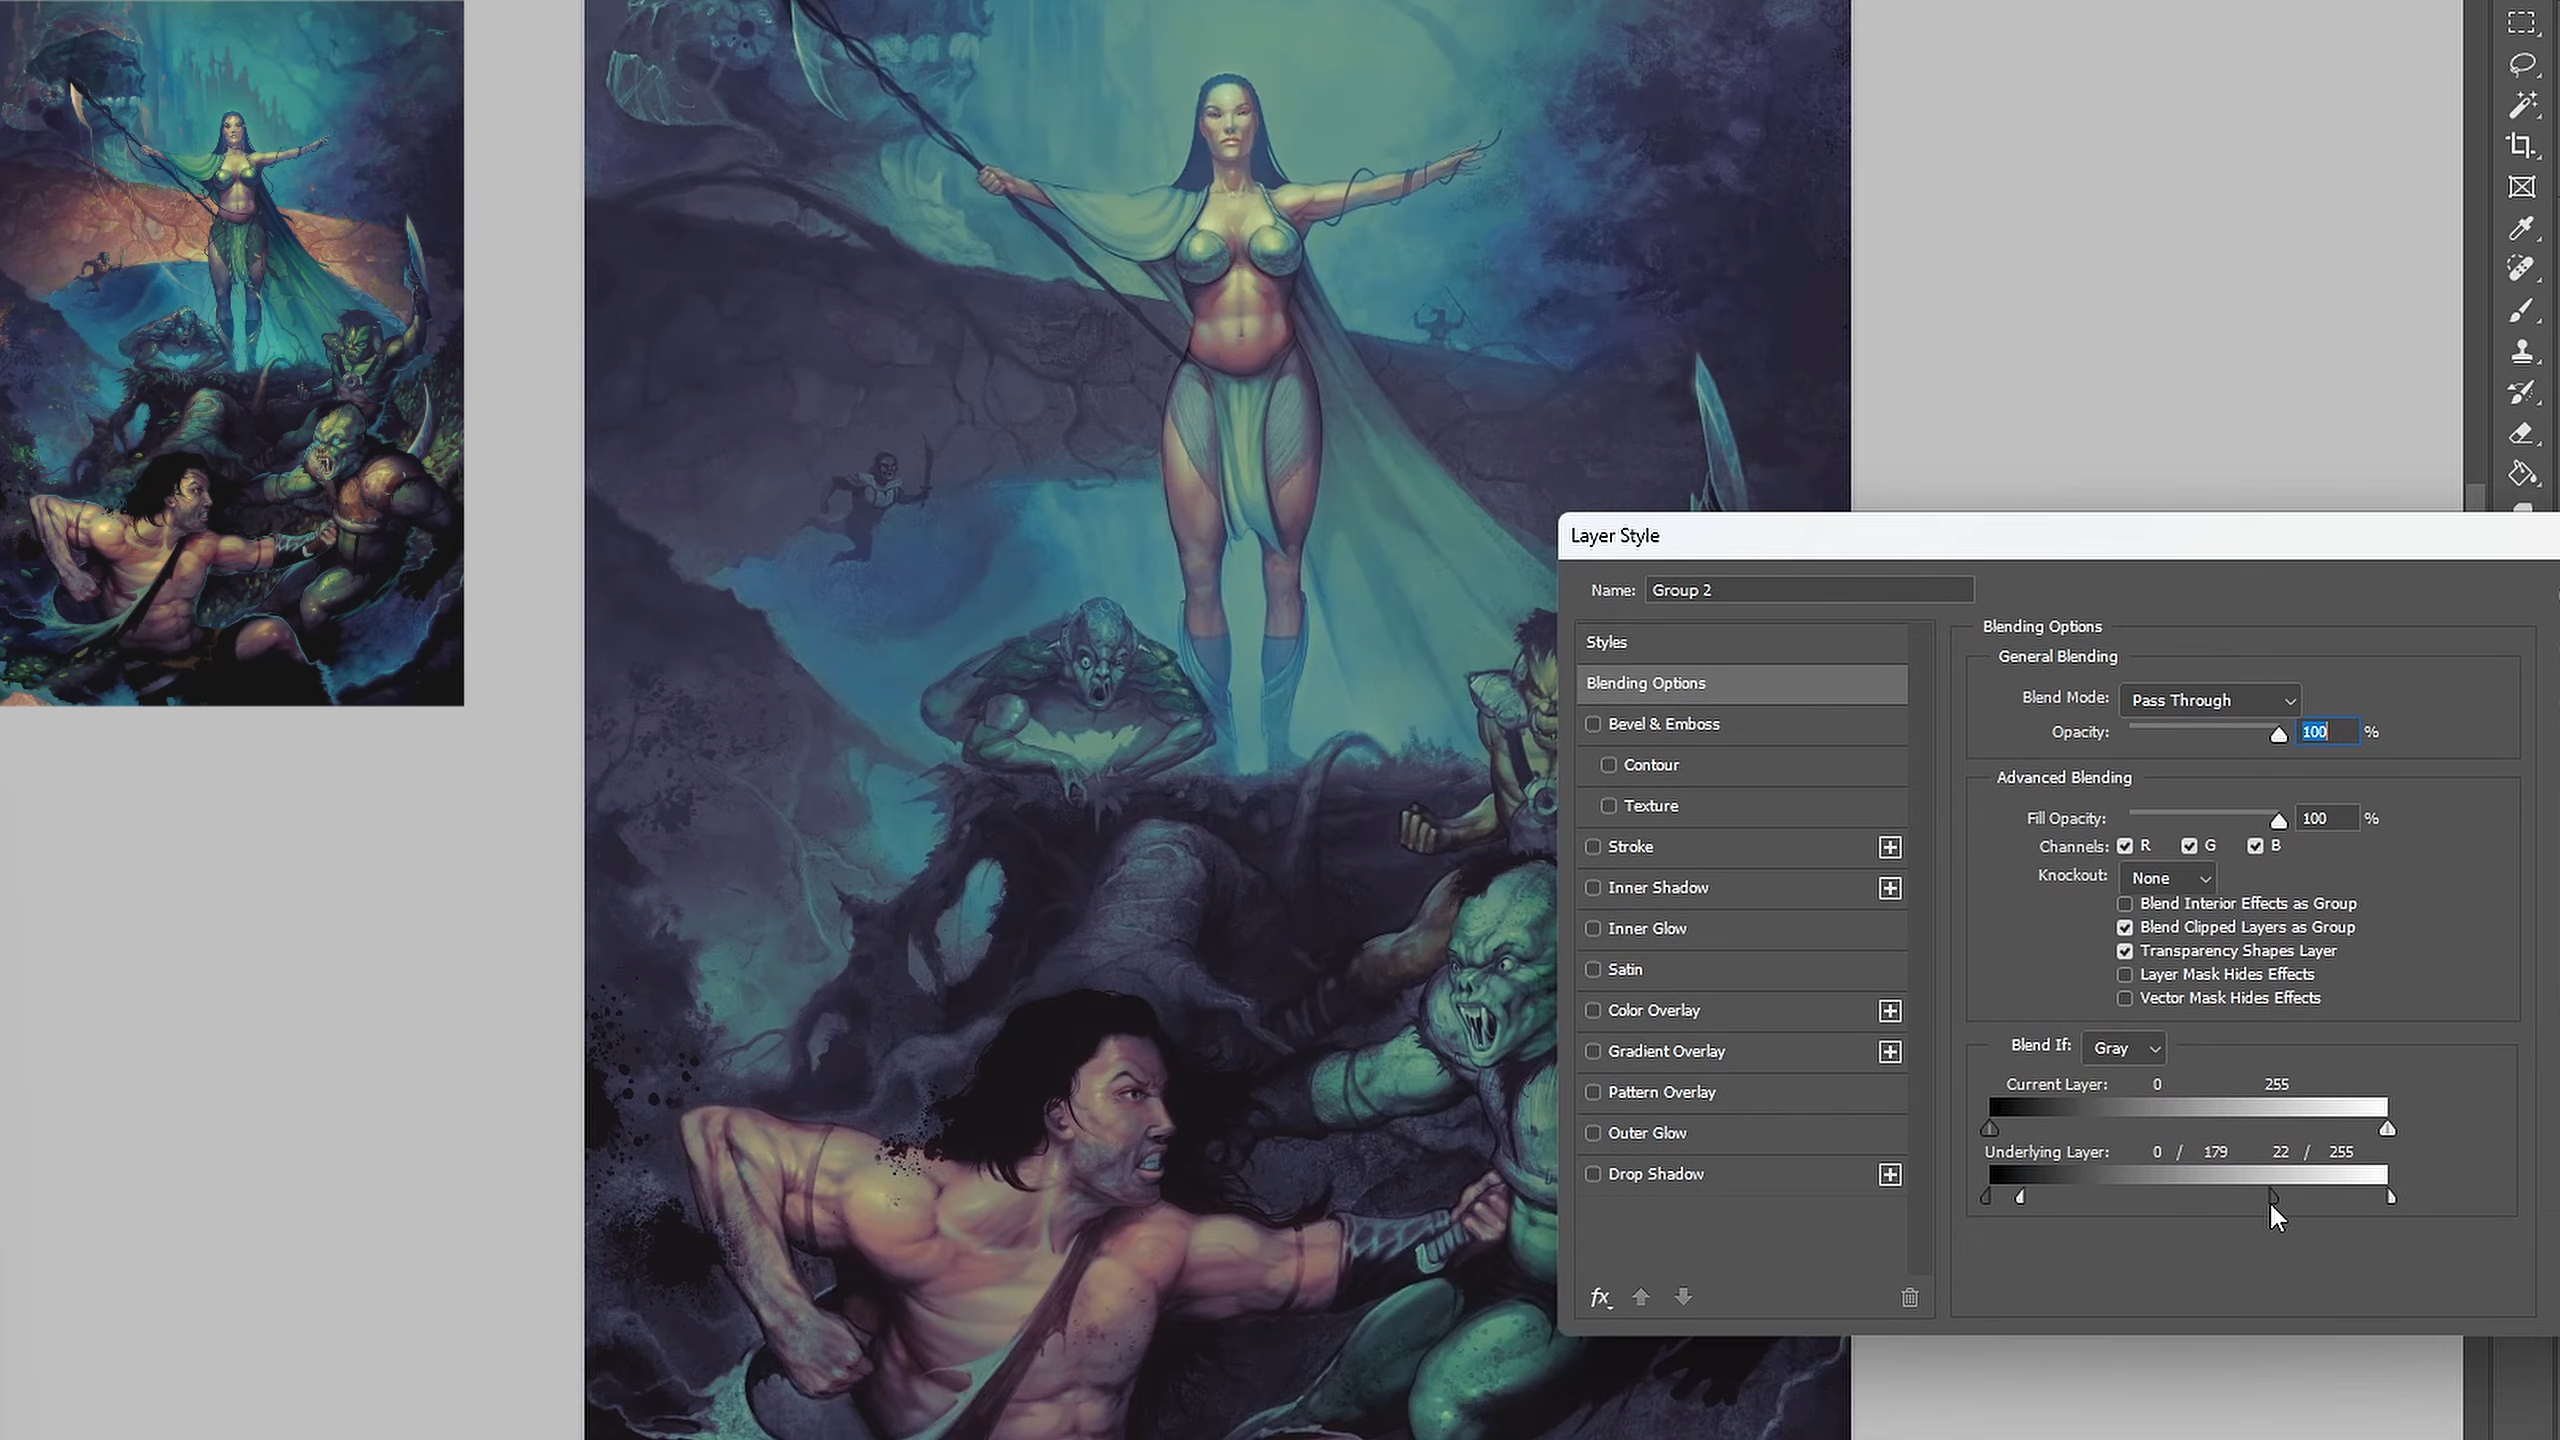 Layer Style
Name: Group 2
Styles
Blending Options
Bevel & Emboss
Contour
Texture
Stroke
Inner Shadow
Inner Glow
Satin
Color Overlay
Gradient Overlay
Pattern Overlay
Outer Glow
Drop Shadow
fx
Blending Options
General Blending
Blend Mode: Pass Through
Opacity: 100 %
Advanced Blending
Fill Opacity: 100 %
Channels: R G B
Knockout: None
Blend Interior Effects as Group
Blend Clipped Layers as Group
Transparency Shapes Layer
Layer Mask Hides Effects
Vector Mask Hides Effects
Blend If: Gray
Current Layer: 0 255
Underlying Layer: 0 / 179 22 / 255